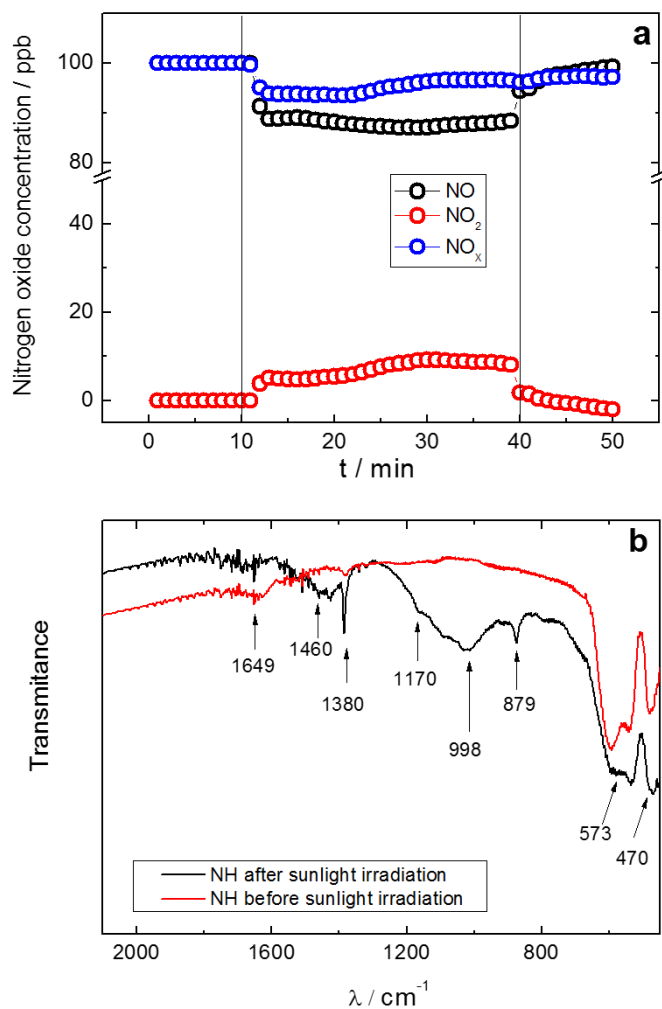 a
Nitrogen oxide concentration / ppb
100
80
40
20
0
NO
NO₂
NOₓ
0 10 20 30 40 50
t / min
b
Transmitance
1649
1460
1380
1170
998
879
573
470
NH after sunlight irradiation
NH before sunlight irradiation
2000 1600 1200 800
λ / cm⁻¹